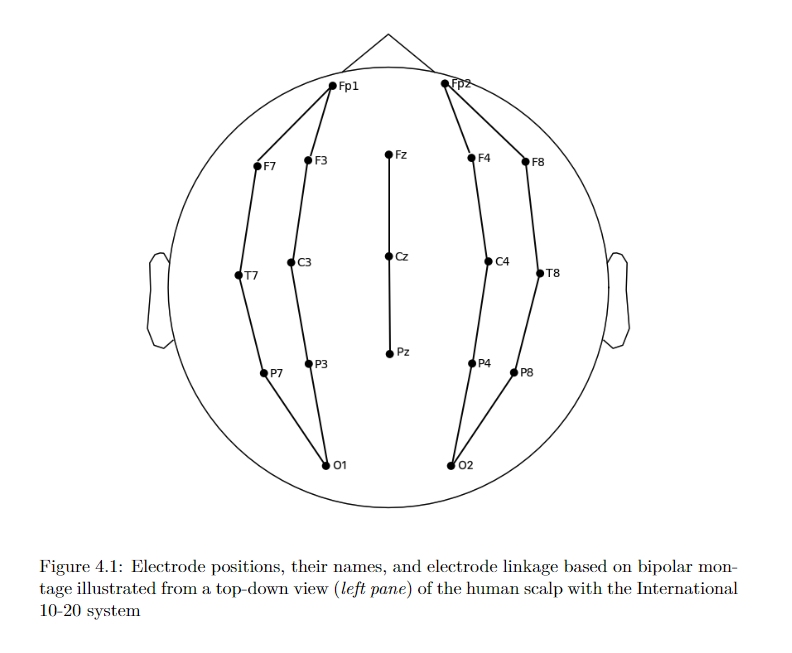 Fp1
Fp2
Fz
F3
F4
F7
F8
Cz
C3
C4
T7
T8
Pz
P3
P4
P7
P8
O1
O2
Figure 4.1: Electrode positions, their names, and electrode linkage based on bipolar mon-
tage illustrated from a top-down view (left pane) of the human scalp with the International
10-20 system